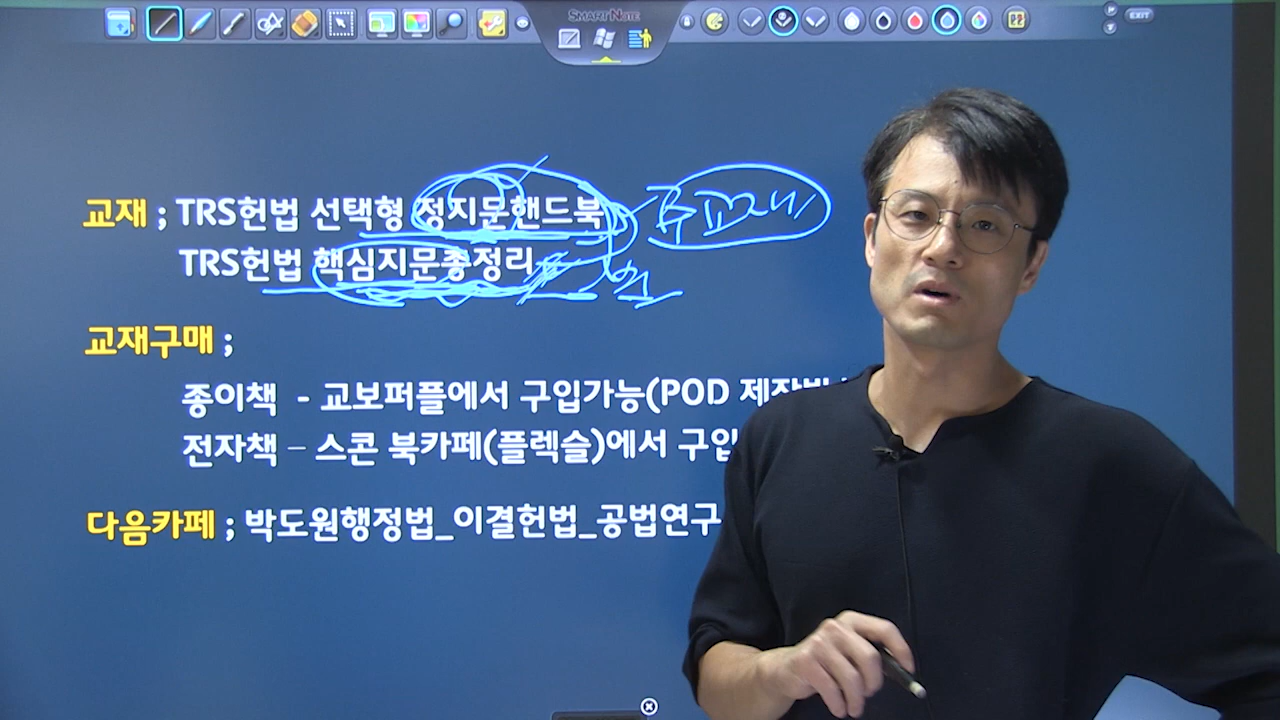 SMARTNOTE
EXIT
교재 ; TRS헌법 선택형 정지문핸드북
주교재
TRS헌법 핵심지문총정리
교재구매 ;
종이책 - 교보퍼플에서 구입가능(POD 제작방
전자책 – 스콘 북카페(플렉슬)에서 구입
다음카페 ; 박도원행정법_이결헌법_공법연구